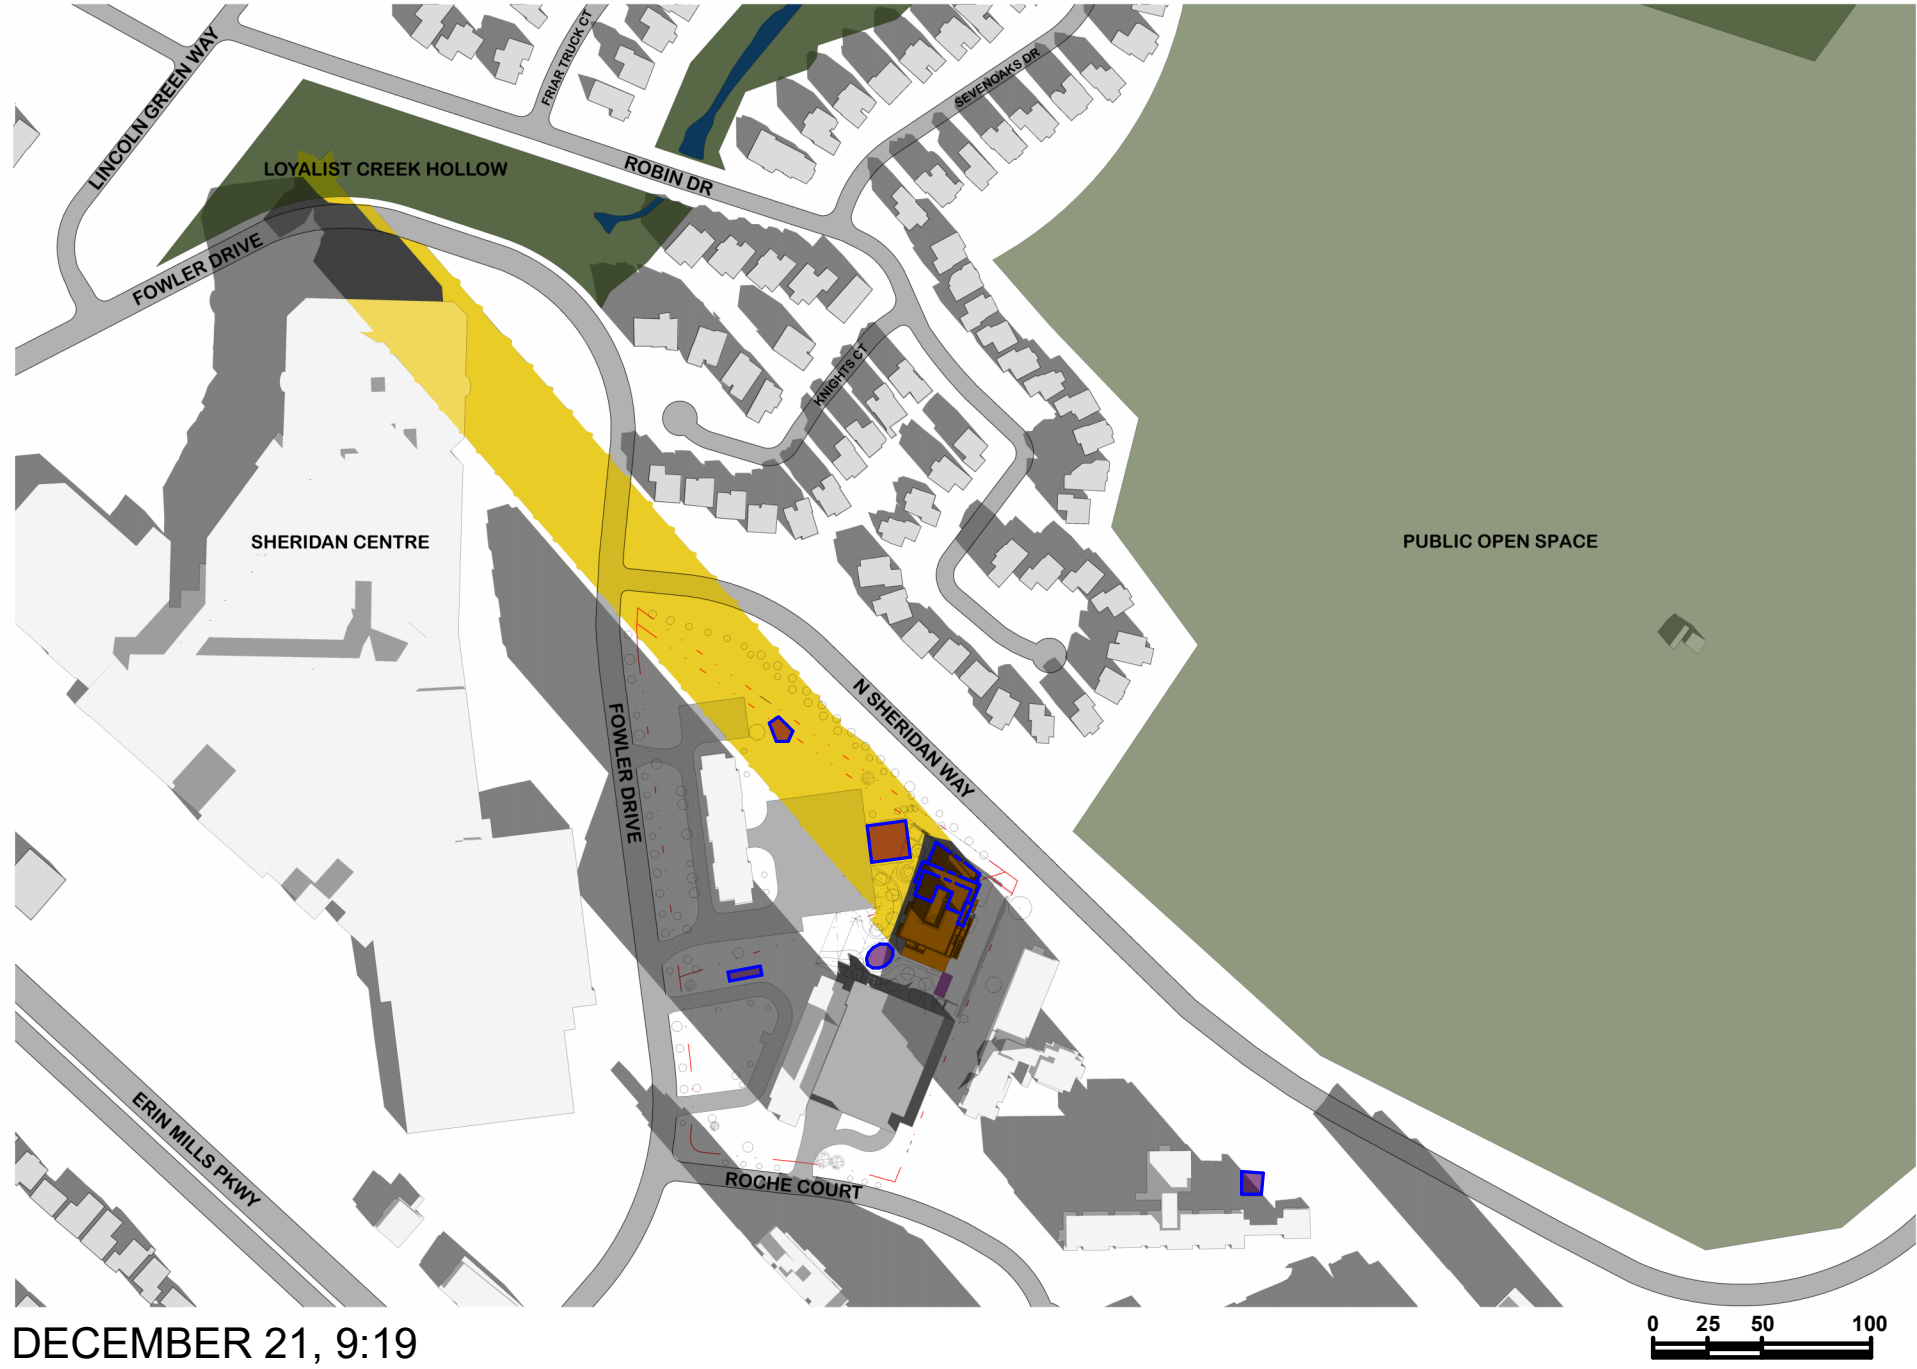 FRIAR TRUCK CT
LINCOLN GREEN WAY
SEVENOAKS DR
LOYALIST CREEK HOLLOW
ROBIN DR
FOWLER DRIVE
KNIGHTS CT
SHERIDAN CENTRE
PUBLIC OPEN SPACE
N SHERIDAN WAY
FOWLER DRIVE
ERIN MILLS PKWY
ROCHE COURT
DECEMBER 21, 9:19
0 25 50 100